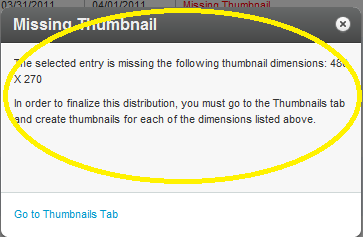 03/31/2011 04/01/2011 Missing Thumbnail
Missing Thumbnail
The selected entry is missing the following thumbnail dimensions: 480
X 270
In order to finalize this distribution, you must go to the Thumbnails tab
and create thumbnails for each of the dimensions listed above.
Go to Thumbnails Tab